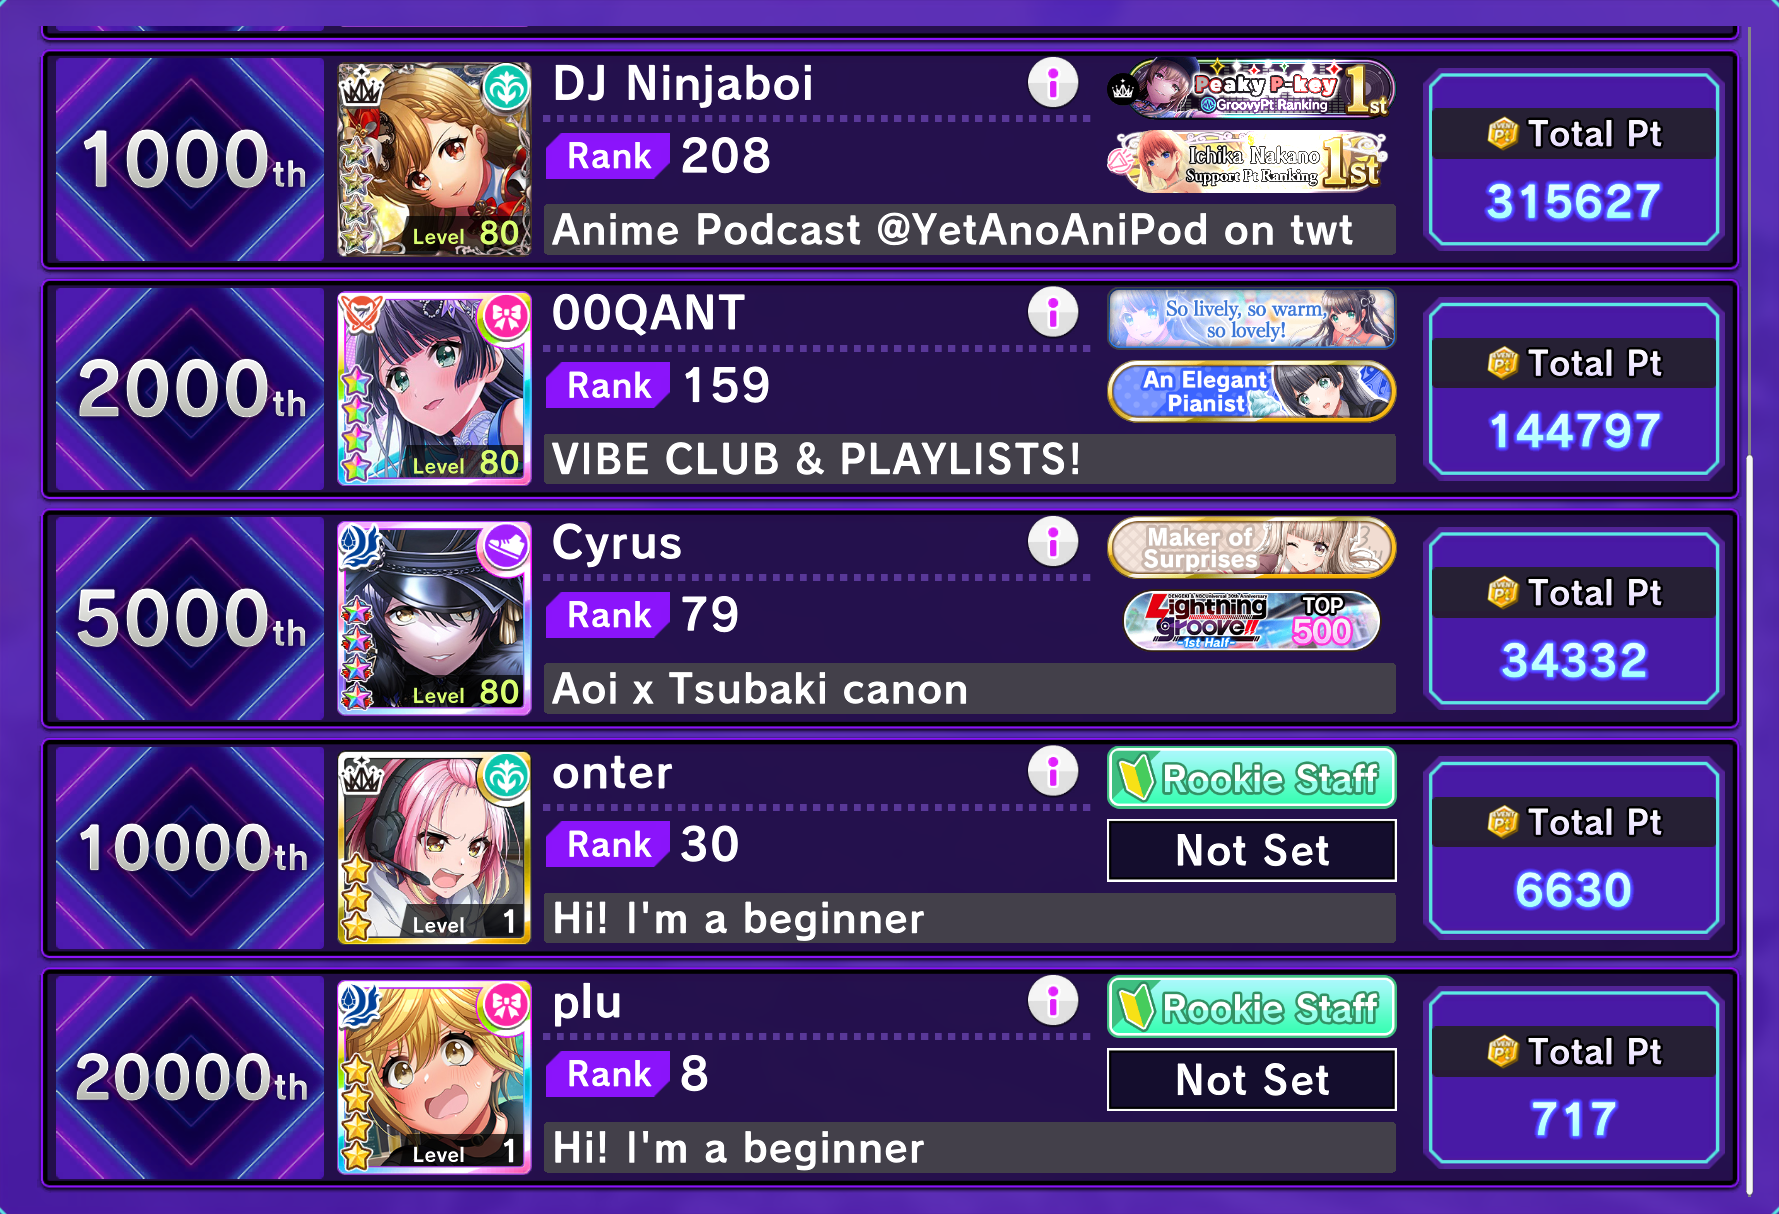 1000th
Level 80
DJ Ninjaboi
Rank 208
Anime Podcast @YetAnoAniPod on twt
Peaky P-key
GroovyPt Ranking
1st
Ichika Nakano
Support Pt Ranking
1st
Total Pt
315627
2000th
Level 80
00QANT
Rank 159
VIBE CLUB & PLAYLISTS!
So lively, so warm,
so lovely!
An Elegant
Pianist
Total Pt
144797
5000th
Level 80
Cyrus
Rank 79
Aoi x Tsubaki canon
Maker of
Surprises
Lightning
groove!!
-1st Half-
TOP
500
Total Pt
34332
10000th
Level 1
onter
Rank 30
Hi! I'm a beginner
Rookie Staff
Not Set
Total Pt
6630
20000th
Level 1
plu
Rank 8
Hi! I'm a beginner
Rookie Staff
Not Set
Total Pt
717